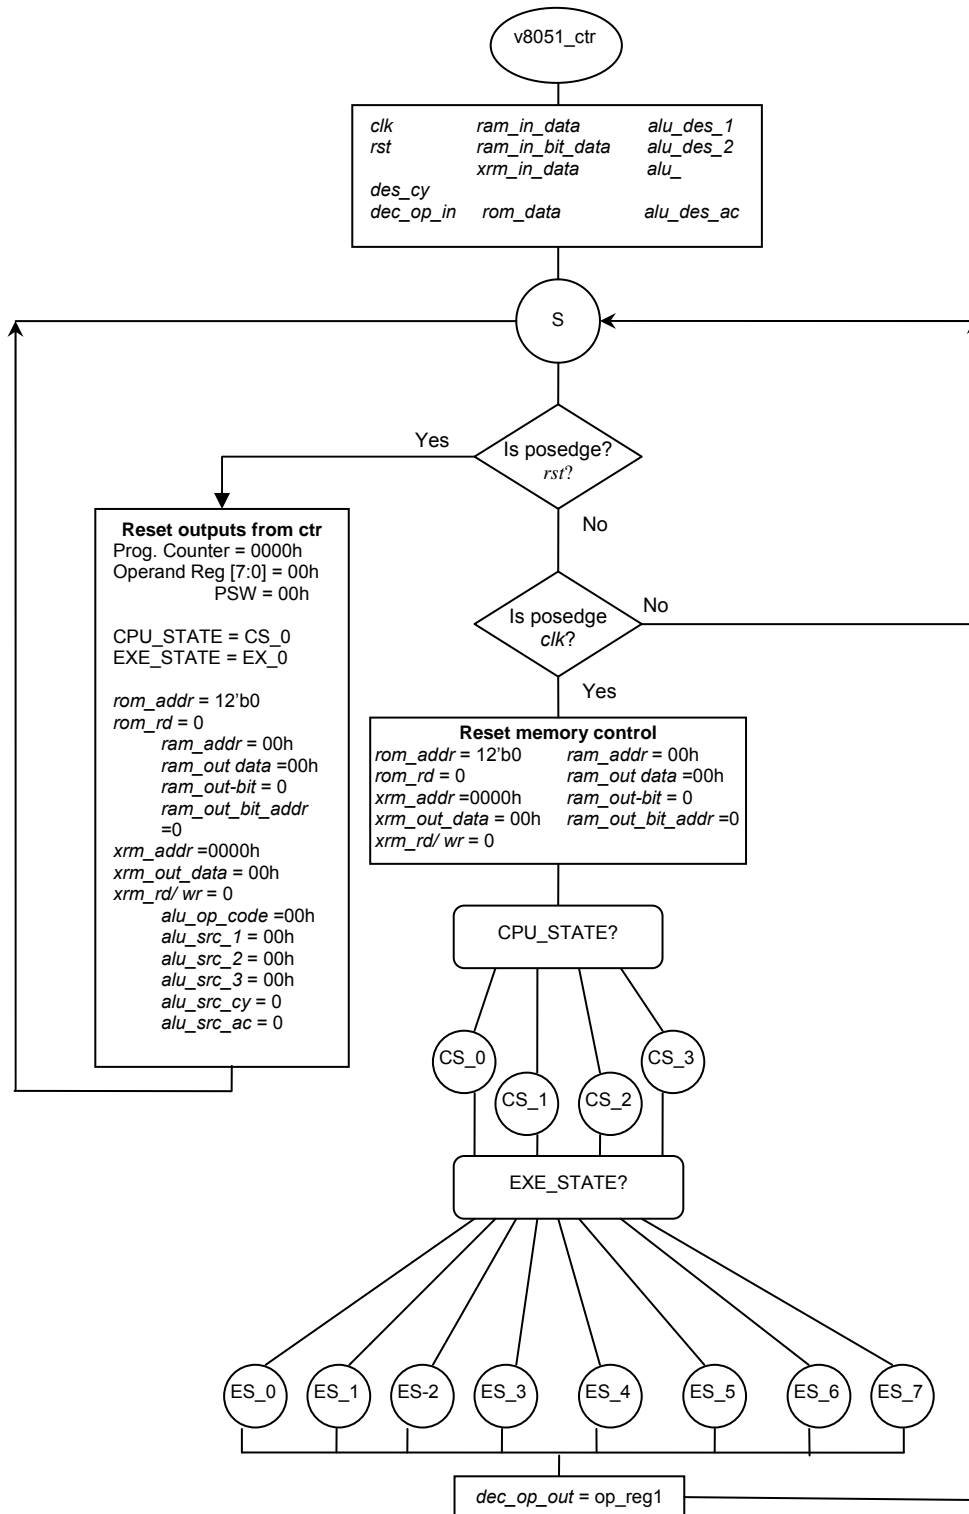 v8051_ctr
clk ram_in_data alu_des_1
rst ram_in_bit_data alu_des_2
xrm_in_data alu_
des_cy
dec_op_in rom_data alu_des_ac
S
Yes
Is posedge?
rst?
No
Reset outputs from ctr
Prog. Counter = 0000h
Operand Reg [7:0] = 00h
PSW = 00h
CPU_STATE = CS_0
EXE_STATE = EX_0
rom_addr = 12'b0
rom_rd = 0
ram_addr = 00h
ram_out data =00h
ram_out-bit = 0
ram_out_bit_addr
=0
xrm_addr =0000h
xrm_out_data = 00h
xrm_rd/ wr = 0
alu_op_code =00h
alu_src_1 = 00h
alu_src_2 = 00h
alu_src_3 = 00h
alu_src_cy = 0
alu_src_ac = 0
Is posedge
clk?
No
Yes
Reset memory control
rom_addr = 12'b0 ram_addr = 00h
rom_rd = 0 ram_out data =00h
xrm_addr =0000h ram_out-bit = 0
xrm_out_data = 00h ram_out_bit_addr =0
xrm_rd/ wr = 0
CPU_STATE?
CS_0 CS_3
CS_1 CS_2
EXE_STATE?
ES_0 ES_1 ES-2 ES_3 ES_4 ES_5 ES_6 ES_7
dec_op_out = op_reg1